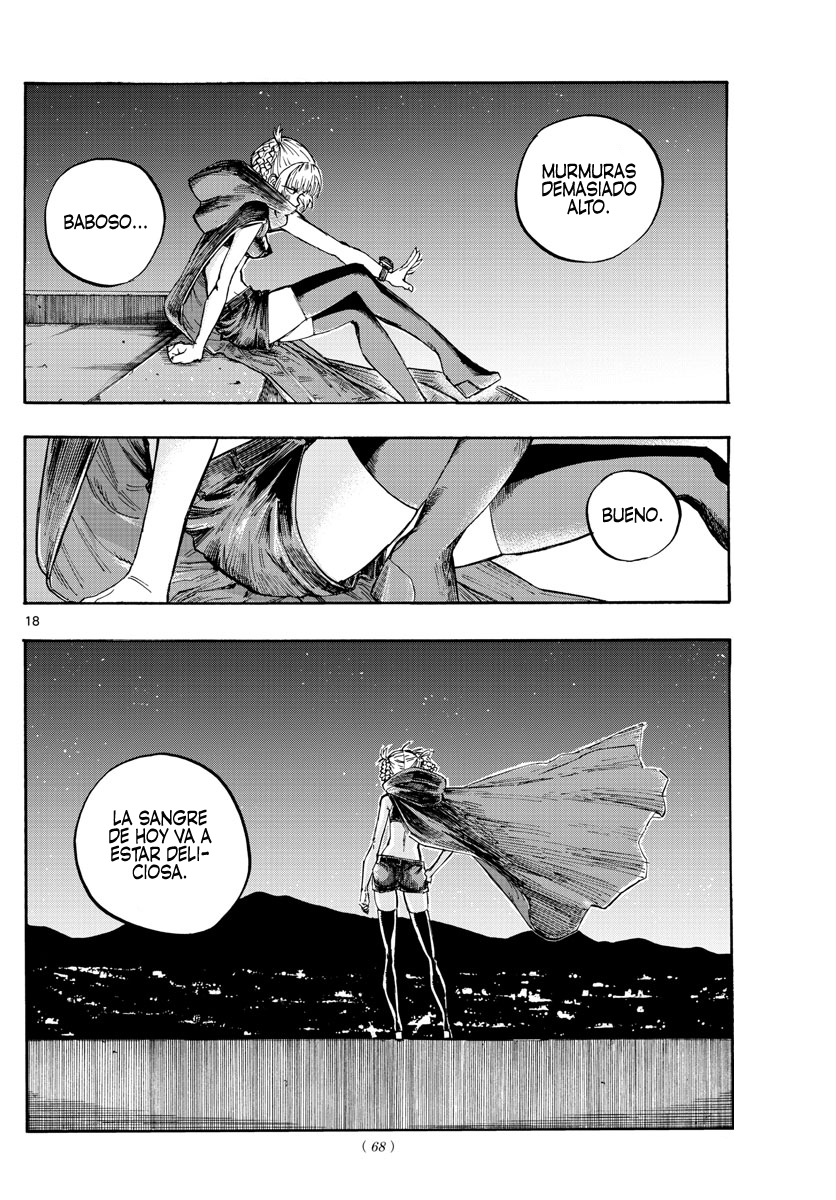 MURMURAS
DEMASIADO
ALTO.
BABOSO...
BUENO.
18
LA SANGRE
DE HOY VA A
ESTAR DELI-
CIOSA.
( 68 )